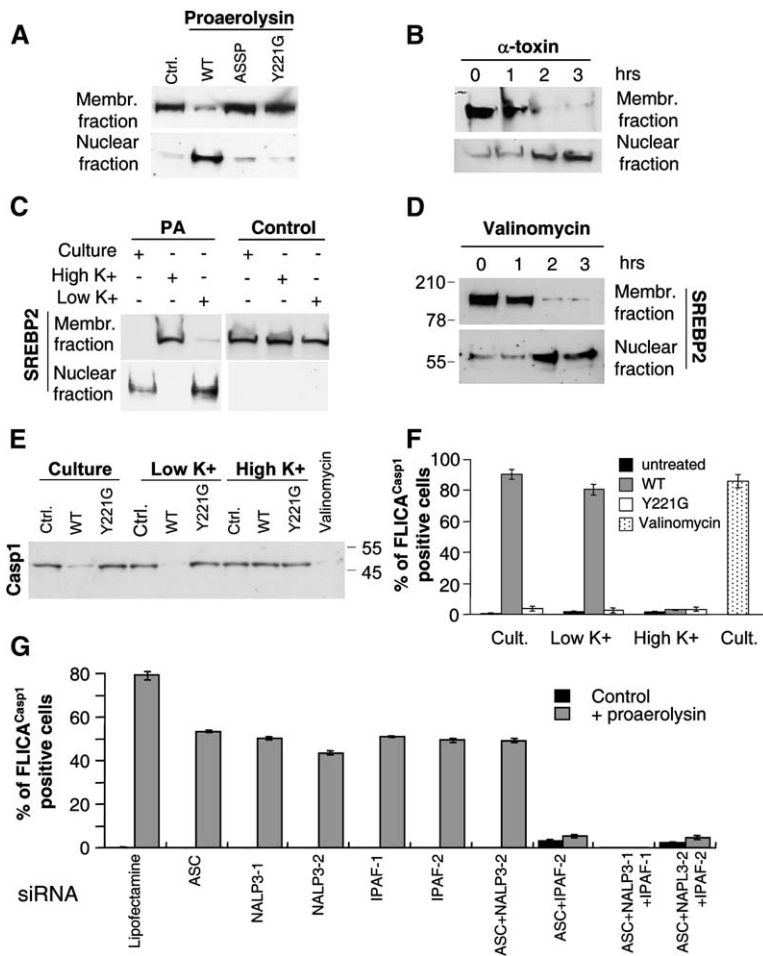 A
Proaerolysin
Ctrl.
WT
ASSP
Y221G
Membr.
fraction
Nuclear
fraction
B
α-toxin
0 1 2 3 hrs
Membr.
fraction
Nuclear
fraction
C
PA Control
Culture + - - + - -
High K+ - + - - + -
Low K+ - - + - - +
SREBP2
Membr.
fraction
Nuclear
fraction
D
Valinomycin
0 1 2 3 hrs
210
78
55
Membr.
fraction
Nuclear
fraction
SREBP2
E
Culture Low K+ High K+
Ctrl.
WT
Y221G
Ctrl.
WT
Y221G
Ctrl.
WT
Y221G
Valinomycin
Casp1
55
45
F
% of FLICA Casp1
positive cells
100
80
60
40
20
0
untreated
WT
Y221G
Valinomycin
Cult. Low K+ High K+ Cult.
G
% of FLICA Casp1
positive cells
80
60
40
20
0
Control
+ proaerolysin
siRNA
Lipofectamine
ASC
NALP3-1
NALP3-2
IPAF-1
IPAF-2
ASC+NALP3-2
ASC+IPAF-2
ASC+NALP3-1
+IPAF-1
ASC+NAPL3-2
+IPAF-2